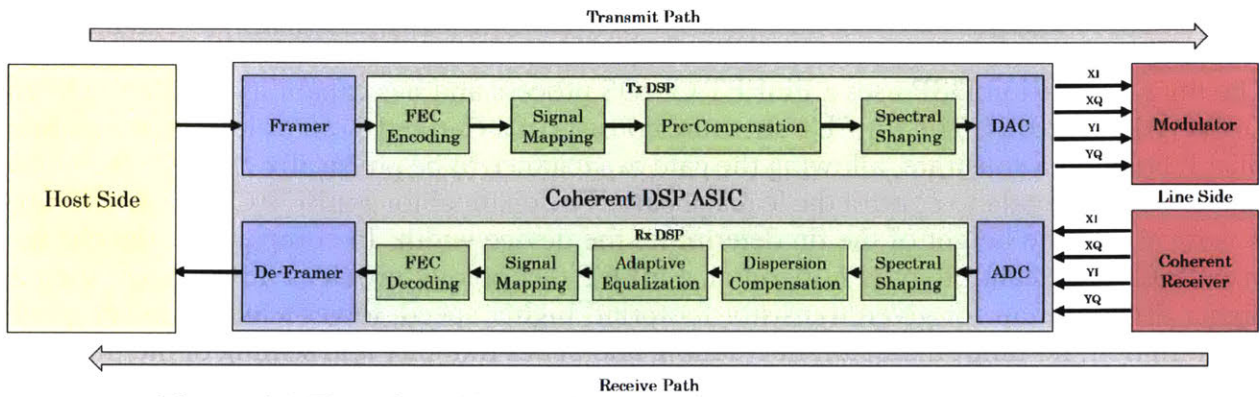 Transmit Path
Host Side
Framer
Tx DSP
FEC
Encoding
Signal
Mapping
Pre-Compensation
Spectral
Shaping
DAC
XI
XQ
YI
YQ
Modulator
Coherent DSP ASIC
Line Side
De-Framer
Rx DSP
FEC
Decoding
Signal
Mapping
Adaptive
Equalization
Dispersion
Compensation
Spectral
Shaping
ADC
XI
XQ
YI
YQ
Coherent
Receiver
Receive Path